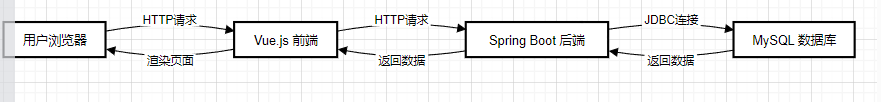 HTTP请求
HTTP请求
JDBC连接
用户浏览器
Vue.js 前端
Spring Boot 后端
MySQL 数据库
渲染页面
返回数据
返回数据